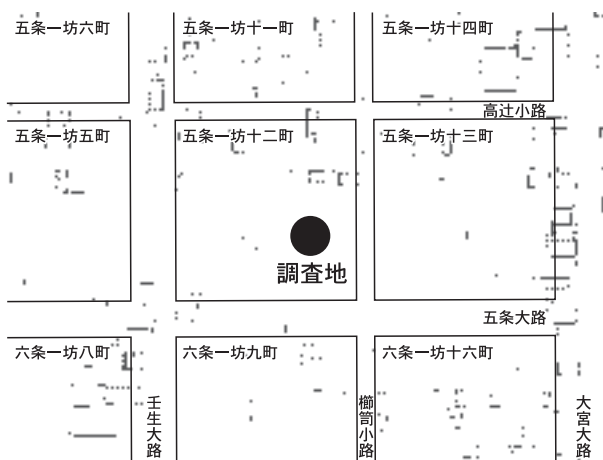 五条一坊六町
五条一坊十一町
五条一坊十四町
高辻小路
五条一坊五町
五条一坊十二町
五条一坊十三町
調査地
五条大路
六条一坊八町
六条一坊九町
六条一坊十六町
壬生大路
櫛笥小路
大宮大路